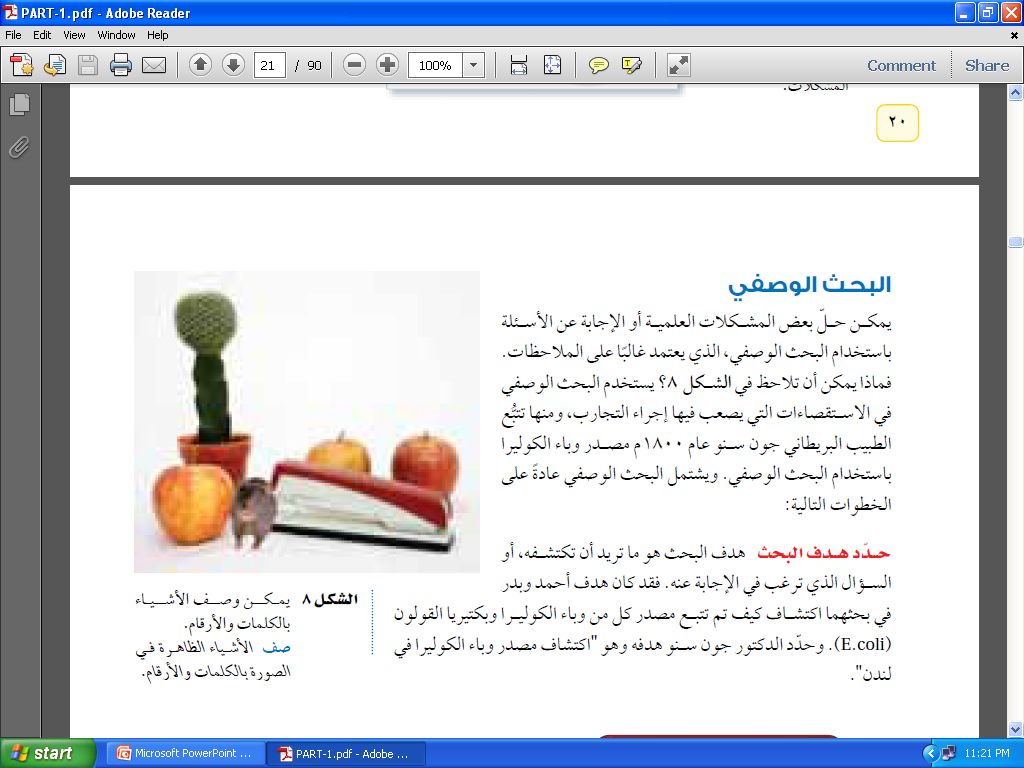 PART-1.pdf - Adobe Reader
File Edit View Window Help
21 / 90 100% Comment Share
المشكلات.
٢٠
البحث الوصفي
يمكن حلّ بعض المشكلات العلمية أو الإجابة عن الأسئلة
باستخدام البحث الوصفي، الذي يعتمد غالبًا على الملاحظات.
فماذا يمكن أن تلاحظ في الشكل ٨؟ يستخدم البحث الوصفي
في الاستقصاءات التي يصعب فيها إجراء التجارب، ومنها تتبُّع
الطبيب البريطاني جون سنو عام ١٨٠٠م مصدر وباء الكوليرا
باستخدام البحث الوصفي. ويشتمل البحث الوصفي عادةً على
الخطوات التالية:
حدّد هدف البحث هدف البحث هو ما تريد أن تكتشفه، أو
السؤال الذي ترغب في الإجابة عنه. فقد كان هدف أحمد وبدر
في بحثهما اكتشاف كيف تم تتبع مصدر كل من وباء الكوليرا وبكتيريا القولون
(E.coli). وحدّد الدكتور جون سنو هدفه وهو "اكتشاف مصدر وباء الكوليرا في
لندن".
الشكل ٨ يمكن وصف الأشياء
بالكلمات والأرقام.
صف الأشياء الظاهرة في
الصورة بالكلمات والأرقام.
start Microsoft PowerPoint ... PART-1.pdf - Adobe ... 11:21 PM